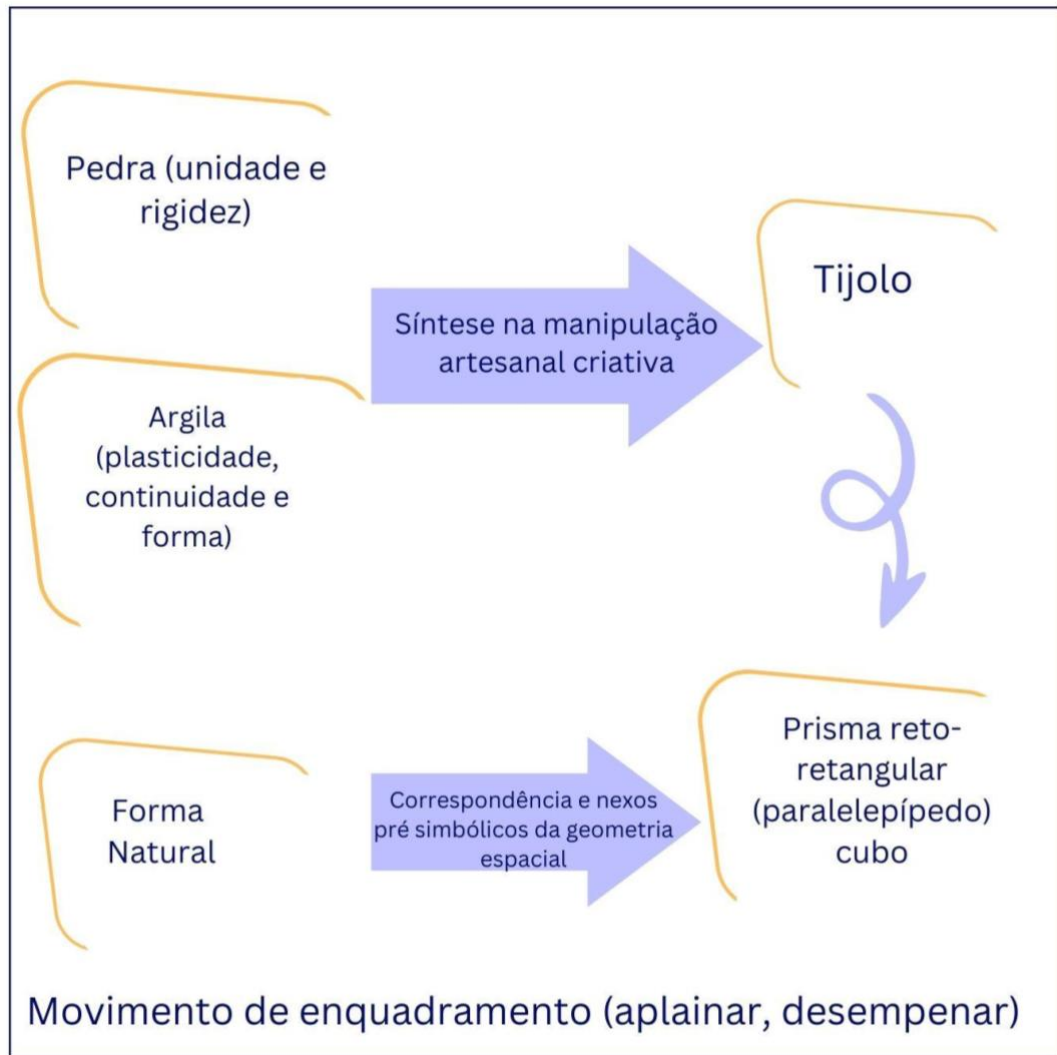 Pedra (unidade e
rigidez)
Tijolo
Síntese na manipulação
artesanal criativa
Argila
(plasticidade,
continuidade e
forma)
Forma
Natural
Correspondência e nexos
pré simbólicos da geometria
espacial
Prisma reto-
retangular
(paralelepípedo)
cubo
Movimento de enquadramento (aplainar, desempenar)